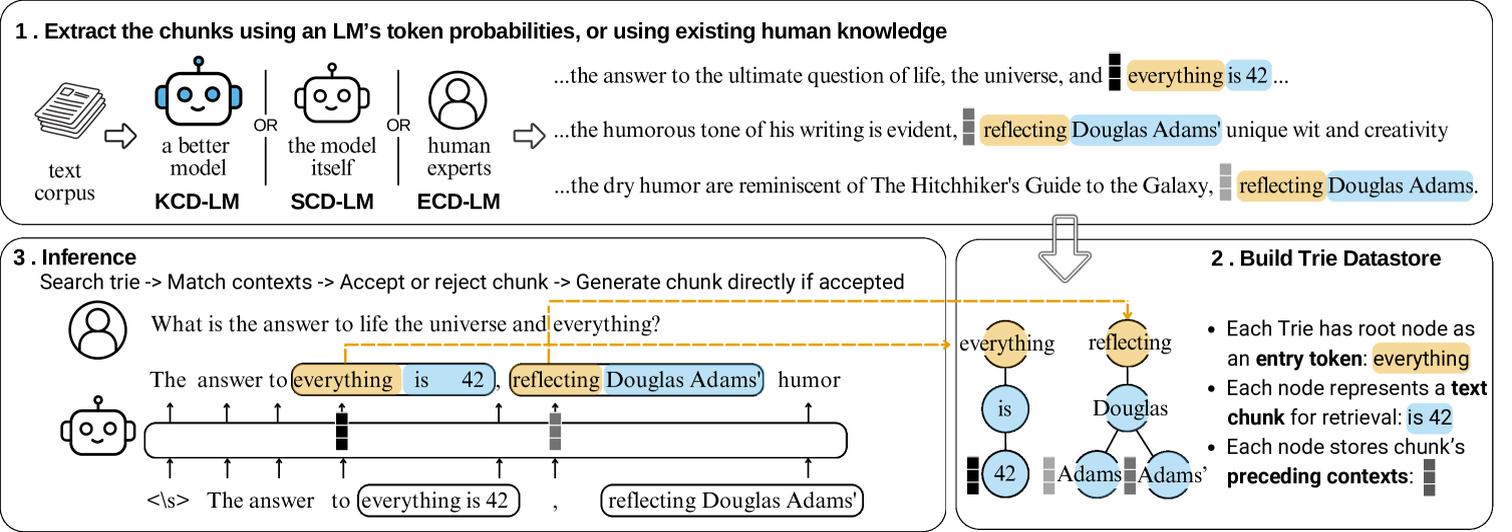 1 . Extract the chunks using an LM's token probabilities, or using existing human knowledge
text
corpus
a better
model
KCD-LM
OR
the model
itself
SCD-LM
OR
human
experts
ECD-LM
...the answer to the ultimate question of life, the universe, and everything is 42 ...
...the humorous tone of his writing is evident, reflecting Douglas Adams' unique wit and creativity
...the dry humor are reminiscent of The Hitchhiker's Guide to the Galaxy, reflecting Douglas Adams.
3 . Inference
Search trie -> Match contexts -> Accept or reject chunk -> Generate chunk directly if accepted
What is the answer to life the universe and everything?
The answer to everything is 42 , reflecting Douglas Adams' humor
<\s> The answer to everything is 42 , reflecting Douglas Adams'
2 . Build Trie Datastore
everything
is
42
reflecting
Douglas
Adams
Adams’
• Each Trie has root node as
an entry token: everything
• Each node represents a text
chunk for retrieval: is 42
• Each node stores chunk’s
preceding contexts: